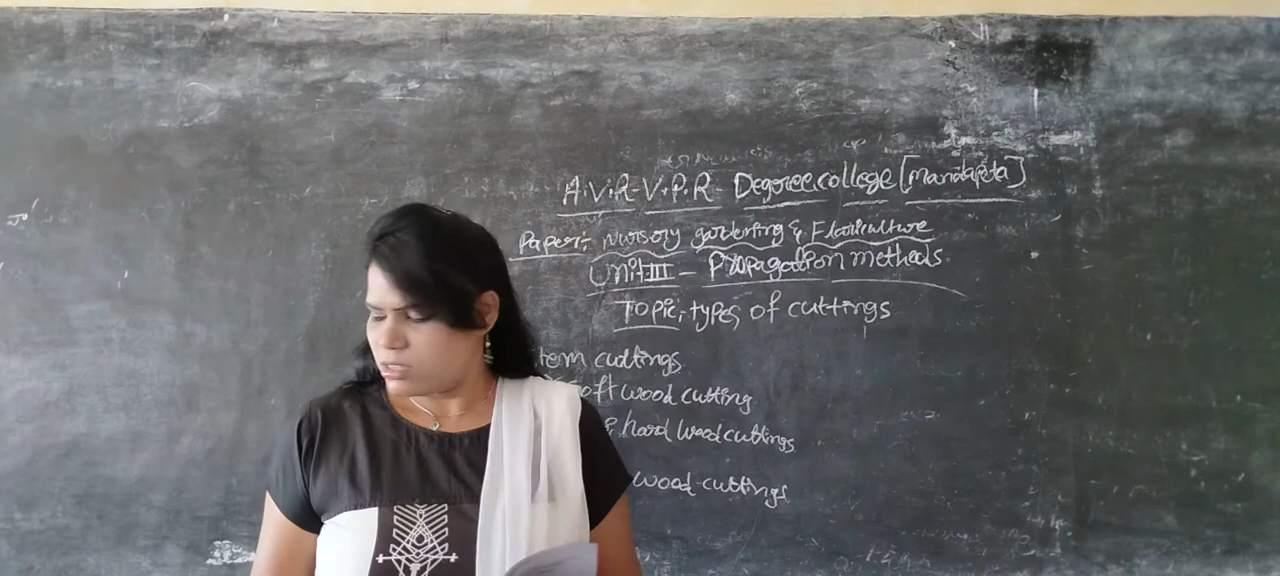 A.V.R-V.P.R- Degree college [mandapeta]
Paper:- nursory gardering & Floriculture
Unit III - Propagation methods
Topic: types of cuttings
tem cuttings
oft wood cutting
hard wood cuttings
wood-cuttings